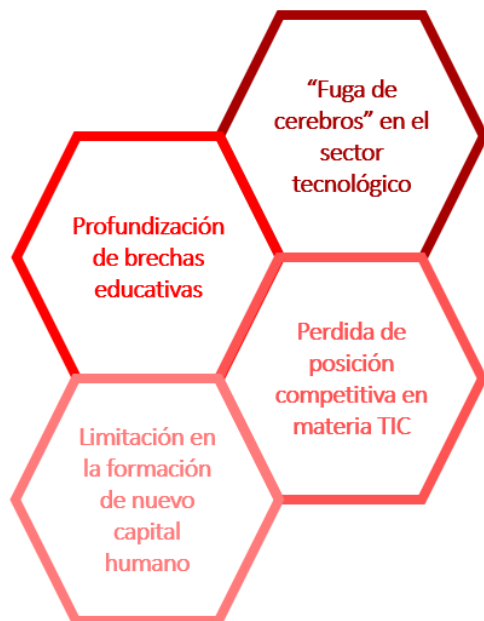 “Fuga de
cerebros” en el
sector
tecnológico
Profundización
de brechas
educativas
Perdida de
posición
competitiva en
materia TIC
Limitación en
la formación
de nuevo
capital
humano